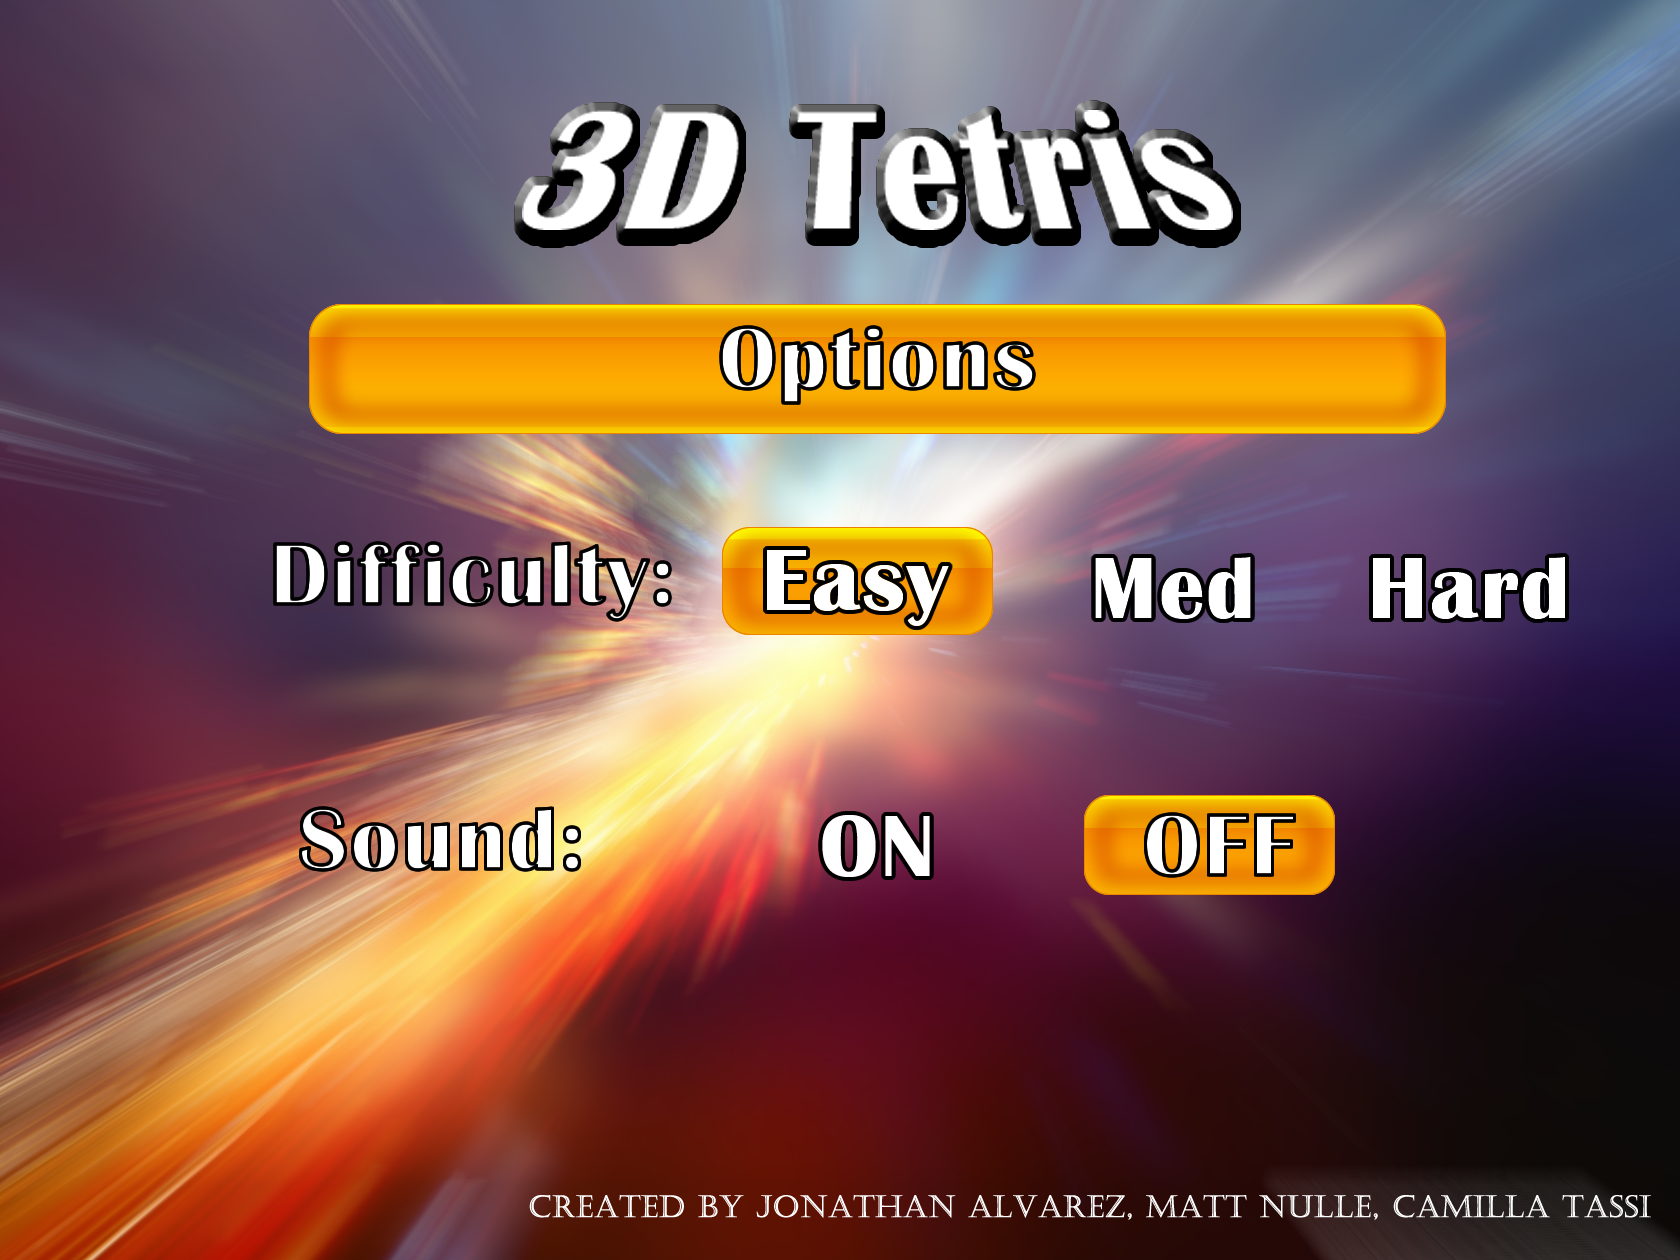 3D Tetris
Options
Difficulty: Easy Med Hard
Sound: ON OFF
CREATED BY JONATHAN ALVAREZ, MATT NULLE, CAMILLA TASSI